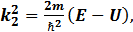 k₂² = 2m/ħ² (E − U),